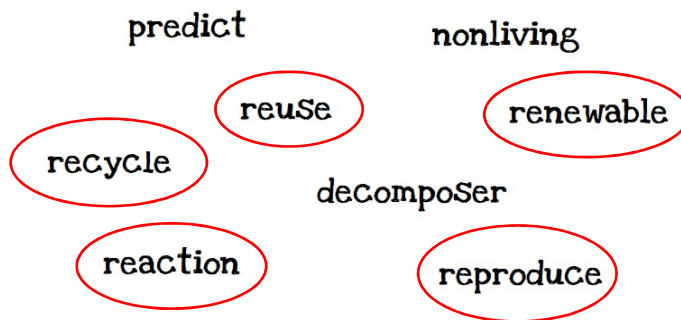 predict
nonliving
reuse
renewable
recycle
decomposer
reaction
reproduce